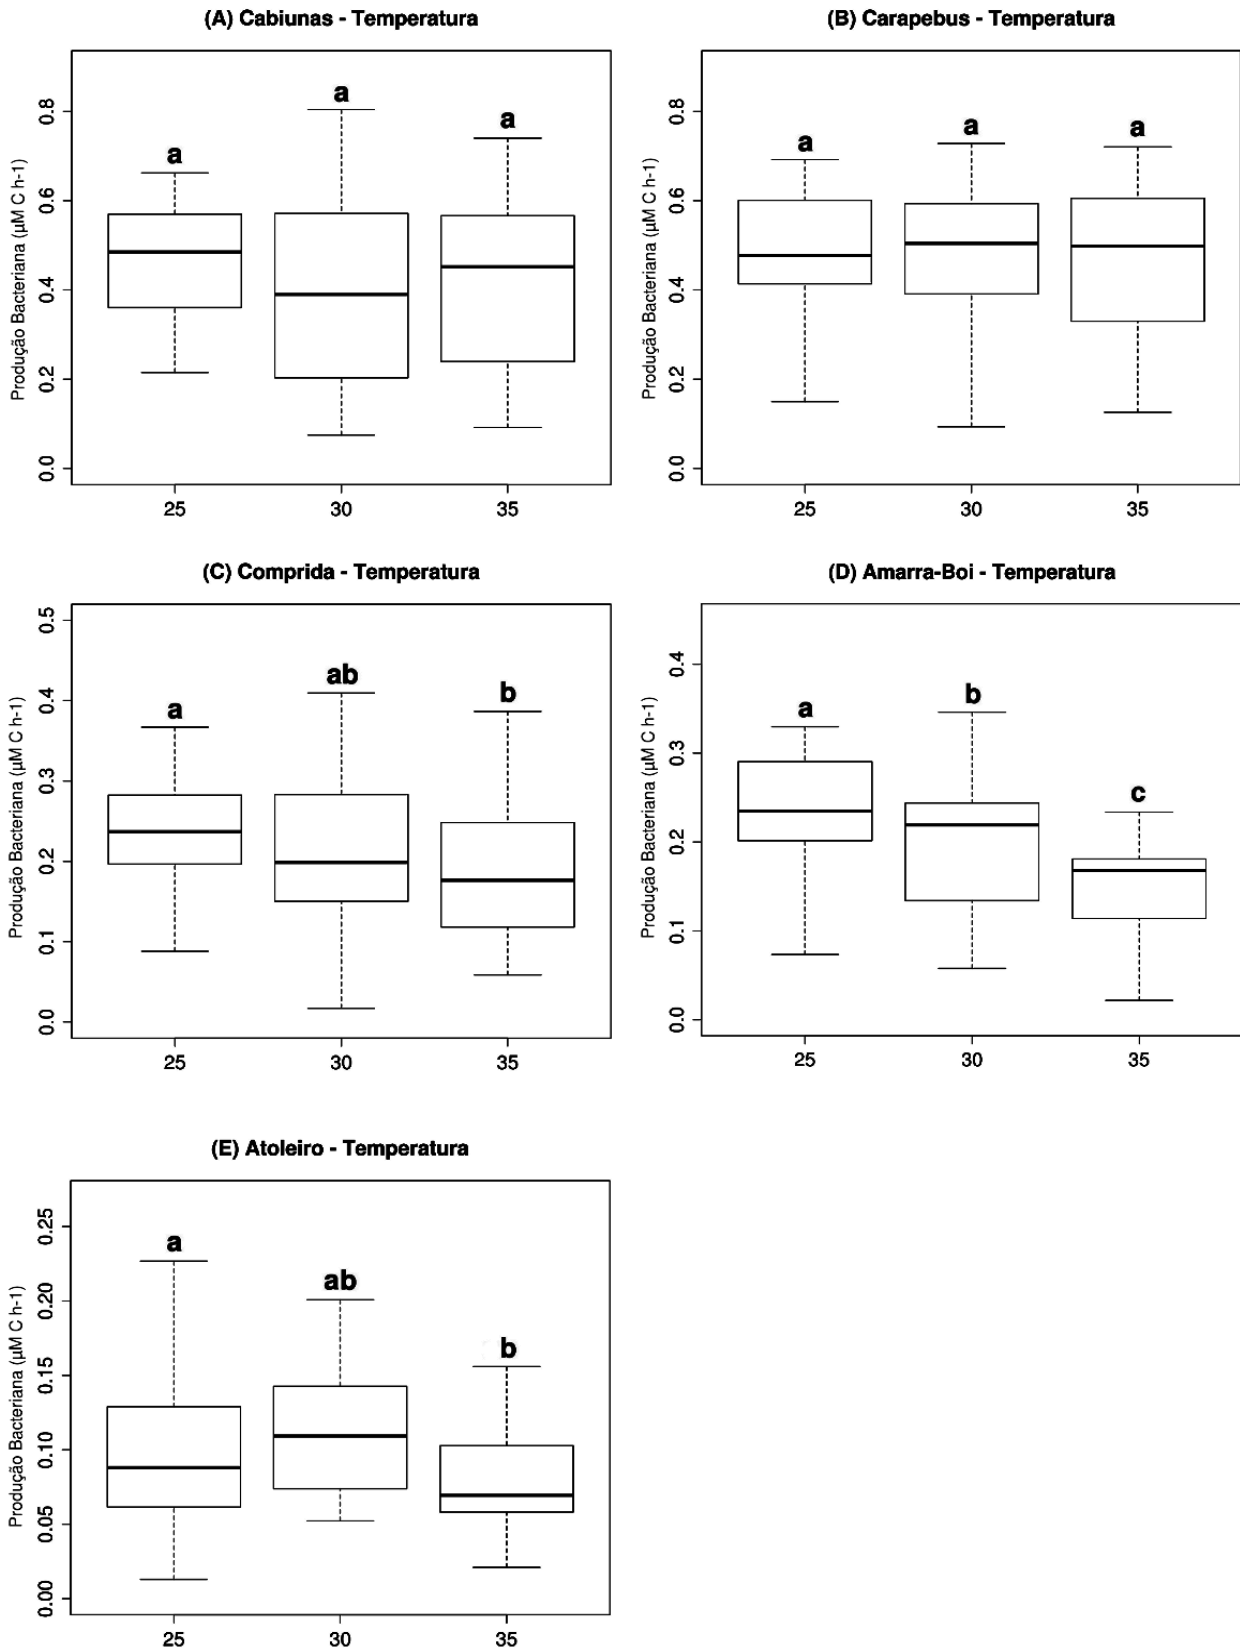 (A) Cabiunas - Temperatura
Produção Bacteriana (µM C h-1)
0.8
0.6
0.4
0.2
0.0
a
a
a
25 30 35
(B) Carapebus - Temperatura
Produção Bacteriana (µM C h-1)
0.8
0.6
0.4
0.2
0.0
a
a
a
25 30 35
(C) Comprida - Temperatura
Produção Bacteriana (µM C h-1)
0.5
0.4
0.3
0.2
0.1
0.0
a
ab
b
25 30 35
(D) Amarra-Boi - Temperatura
Produção Bacteriana (µM C h-1)
0.4
0.3
0.2
0.1
0.0
a
b
c
25 30 35
(E) Atoleiro - Temperatura
Produção Bacteriana (µM C h-1)
0.25
0.20
0.15
0.10
0.05
0.00
a
ab
b
25 30 35